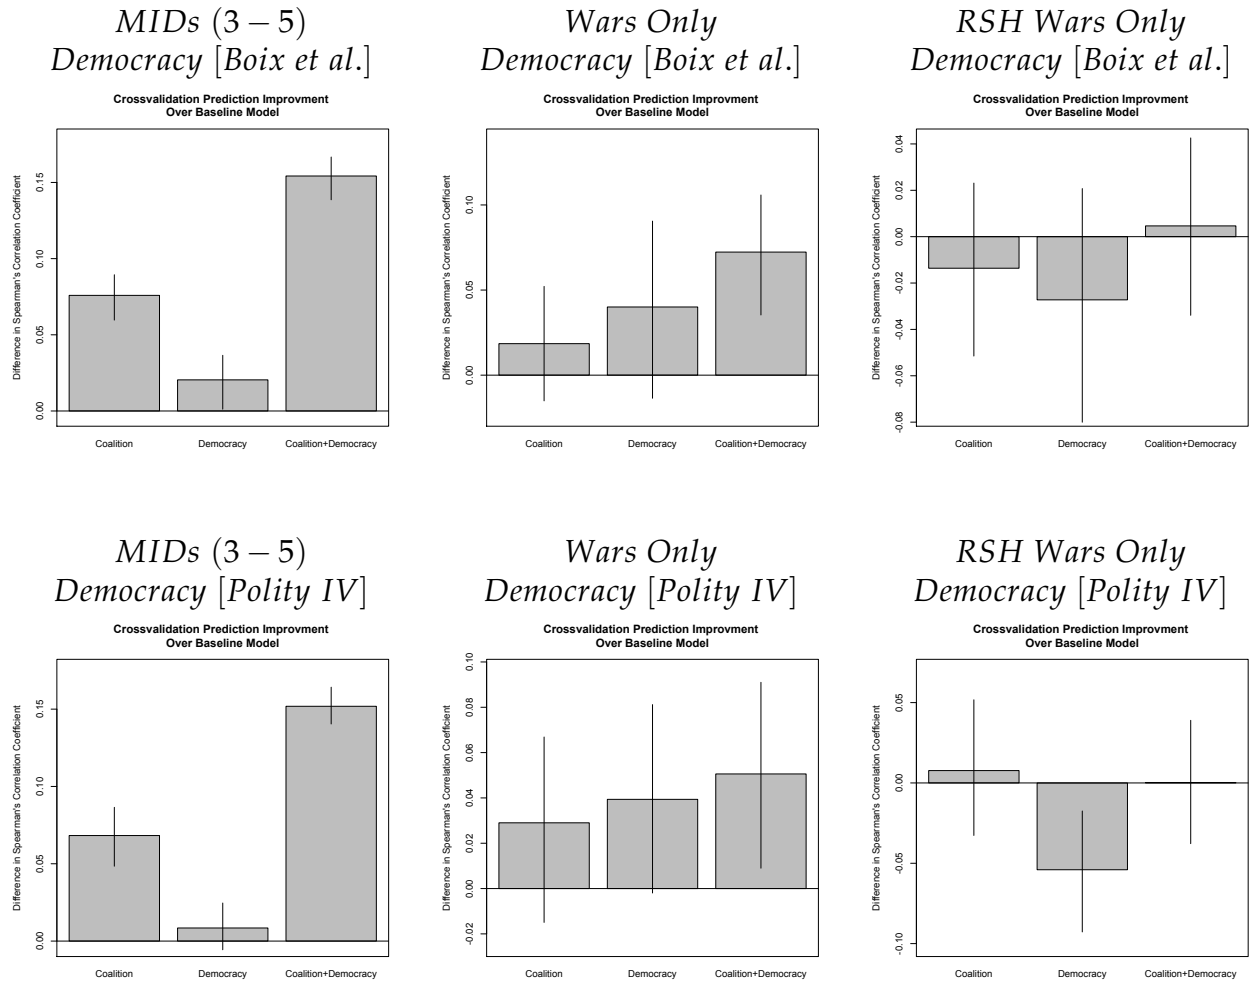 MIDs (3 − 5)
Democracy [Boix et al.]
Crossvalidation Prediction Improvment
Over Baseline Model
Difference in Spearman's Correlation Coefficient
0.15
0.10
0.05
0.00
Coalition Democracy Coalition+Democracy
Wars Only
Democracy [Boix et al.]
Crossvalidation Prediction Improvment
Over Baseline Model
Difference in Spearman's Correlation Coefficient
0.10
0.05
0.00
Coalition Democracy Coalition+Democracy
RSH Wars Only
Democracy [Boix et al.]
Crossvalidation Prediction Improvment
Over Baseline Model
Difference in Spearman's Correlation Coefficient
0.04
0.02
0.00
-0.02
-0.04
-0.06
-0.08
Coalition Democracy Coalition+Democracy
MIDs (3 − 5)
Democracy [Polity IV]
Crossvalidation Prediction Improvment
Over Baseline Model
Difference in Spearman's Correlation Coefficient
0.15
0.10
0.05
0.00
Coalition Democracy Coalition+Democracy
Wars Only
Democracy [Polity IV]
Crossvalidation Prediction Improvment
Over Baseline Model
Difference in Spearman's Correlation Coefficient
0.10
0.08
0.06
0.04
0.02
0.00
-0.02
Coalition Democracy Coalition+Democracy
RSH Wars Only
Democracy [Polity IV]
Crossvalidation Prediction Improvment
Over Baseline Model
Difference in Spearman's Correlation Coefficient
0.05
0.00
-0.05
-0.10
Coalition Democracy Coalition+Democracy